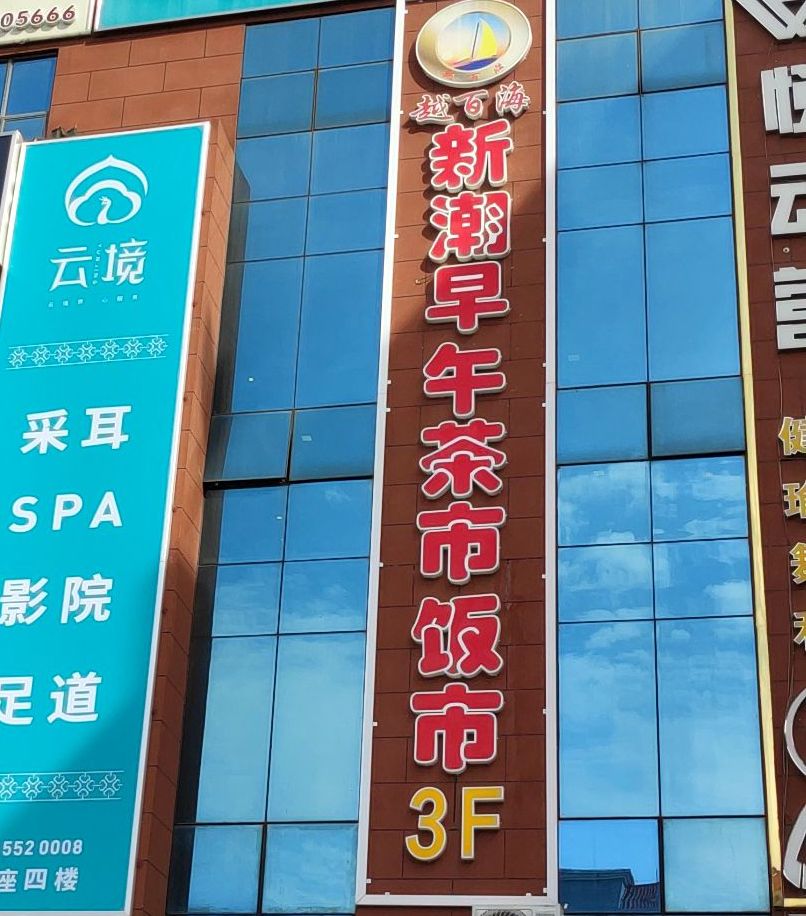 05666
云境
采耳
SPA
影院
足道
552 0008
座四楼
越百海
新潮早午茶市饭市
3F